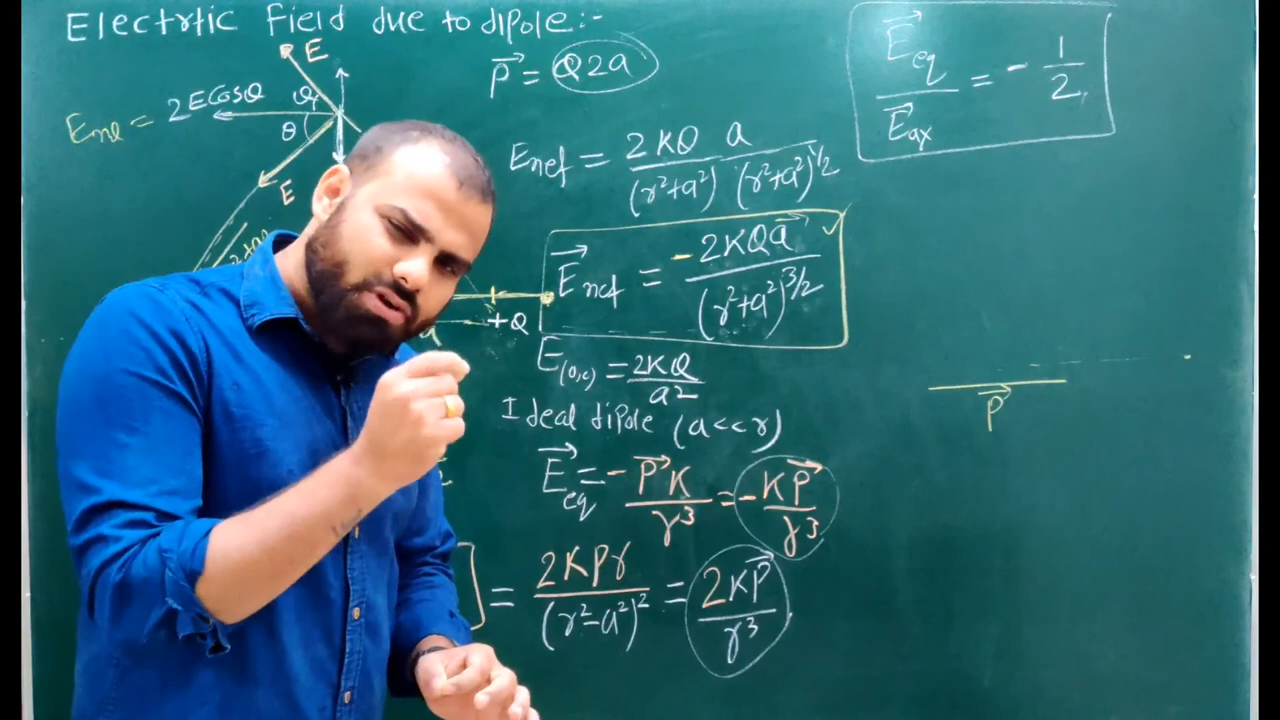 Electrtic Field due to dipole:-
E
P⃗ = Q2a
E⃗eq / E⃗ax = - 1/2
Ene = 2ECosθ
θ
θ
E
Enet = 2KQ / (r²+a²) a / (r²+a²)^1/2
E⃗net = -2KQa⃗ / (r²+a²)^3/2
+Q
a
E(0,0) = 2KQ / a2
P⃗
Ideal dipole (a<<r)
E⃗eq = - P⃗K / r³ = -KP⃗ / r³
] = 2KPr / (r²-a²)² = 2KP⃗ / r³